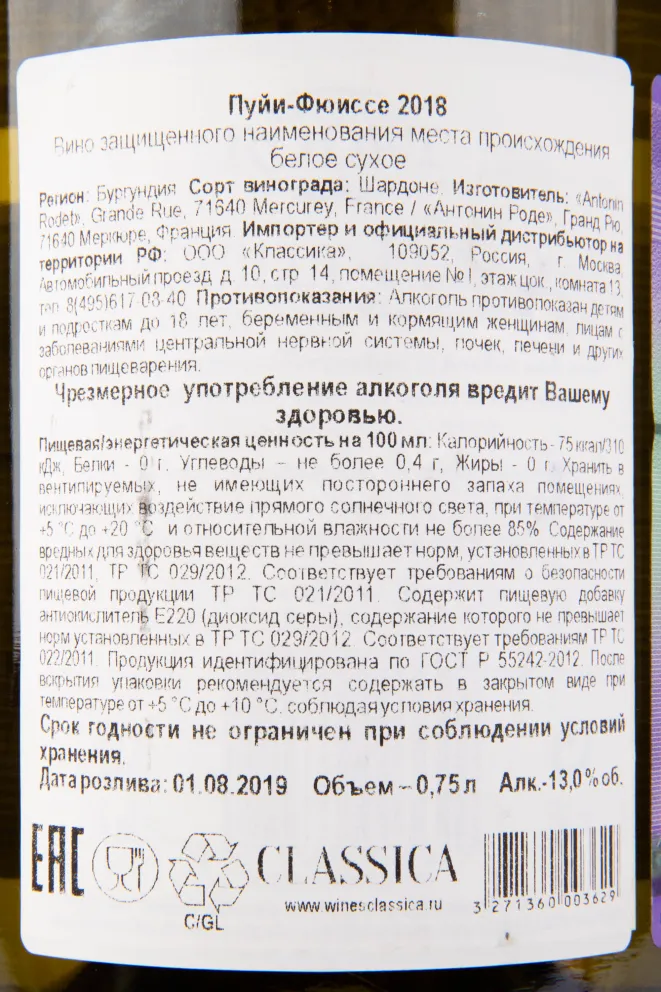 Пуйи-Фюиссе 2018
Вино защищенного наименования места происхождения
белое сухое
Регион: Бургундия. Сорт винограда: Шардоне. Изготовитель: «Antonin
Rodet», Grande Rue, 71640 Mercurey, France / «Антонин Роде», Гранд Рю,
71640 Меркюре, Франция. Импортер и официальный дистрибьютор на
территории РФ: ООО «Классика», 109052, Россия, г. Москва,
Автомобильный проезд, д. 10, стр. 14, помещение № I, этаж цок., комната 13,
тел. 8(495)617-08-40 Противопоказания: Алкоголь противопоказан детям
и подросткам до 18 лет, беременным и кормящим женщинам, лицам с
заболеваниями центральной нервной системы, почек, печени и других
органов пищеварения.
Чрезмерное употребление алкоголя вредит Вашему
здоровью.
Пищевая/энергетическая ценность на 100 мл: Калорийность - 75 ккал/310
кДж, Белки - 0 г. Углеводы – не более 0,4 г, Жиры - 0 г. Хранить в
вентилируемых, не имеющих постороннего запаха помещениях,
исключающих воздействие прямого солнечного света, при температуре от
+5 °C до +20 °C и относительной влажности не более 85%. Содержание
вредных для здоровья веществ не превышает норм, установленных в ТР ТС
021/2011, ТР ТС 029/2012. Соответствует требованиям о безопасности
пищевой продукции ТР ТС 021/2011. Содержит пищевую добавку
антиокислитель Е220 (диоксид серы), содержание которого не превышает
норм установленных в ТР ТС 029/2012. Соответствует требованиям ТР ТС
022/2011. Продукция идентифицирована по ГОСТ Р 55242-2012. После
вскрытия упаковки рекомендуется содержать в закрытом виде при
температуре от +5 °C до +10 °C, соблюдая условия хранения.
Срок годности не ограничен при соблюдении условий
хранения.
Дата розлива: 01.08.2019 Объем – 0,75 л Алк.-13,0 % об.
EAC CLASSICA
www.winesclassica.ru
C/GL
3 271360 003629